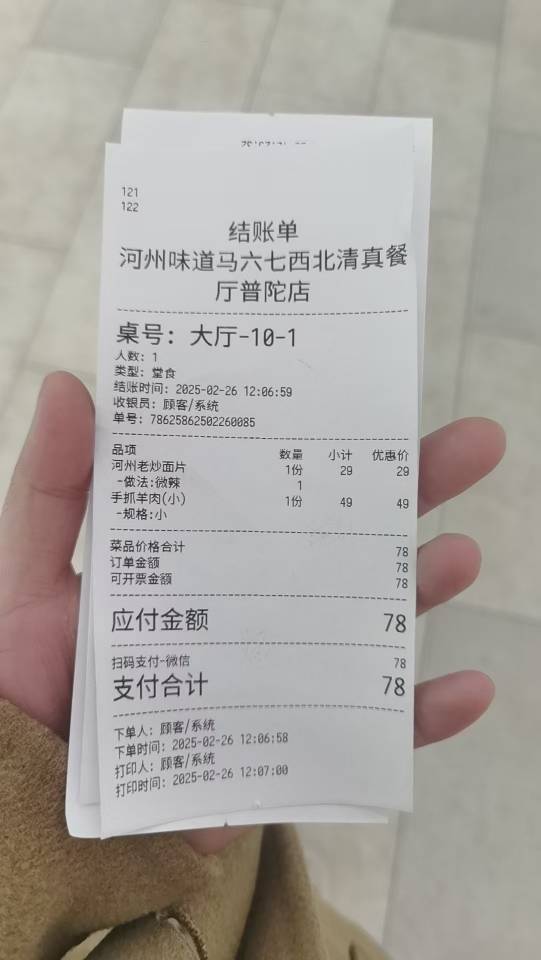 121
122
结账单
河州味道马六七西北清真餐
厅普陀店
桌号：大厅-10-1
人数：1
类型：堂食
结账时间：2025-02-26 12:06:59
收银员：顾客/系统
单号：78625862502260085
品项 数量 小计 优惠价
河州老炒面片 1份 29 29
-做法:微辣 1
手抓羊肉(小) 1份 49 49
-规格:小
菜品价格合计 78
订单金额 78
可开票金额 78
应付金额 78
扫码支付-微信 78
支付合计 78
下单人：顾客/系统
下单时间：2025-02-26 12:06:58
打印人：顾客/系统
打印时间：2025-02-26 12:07:00